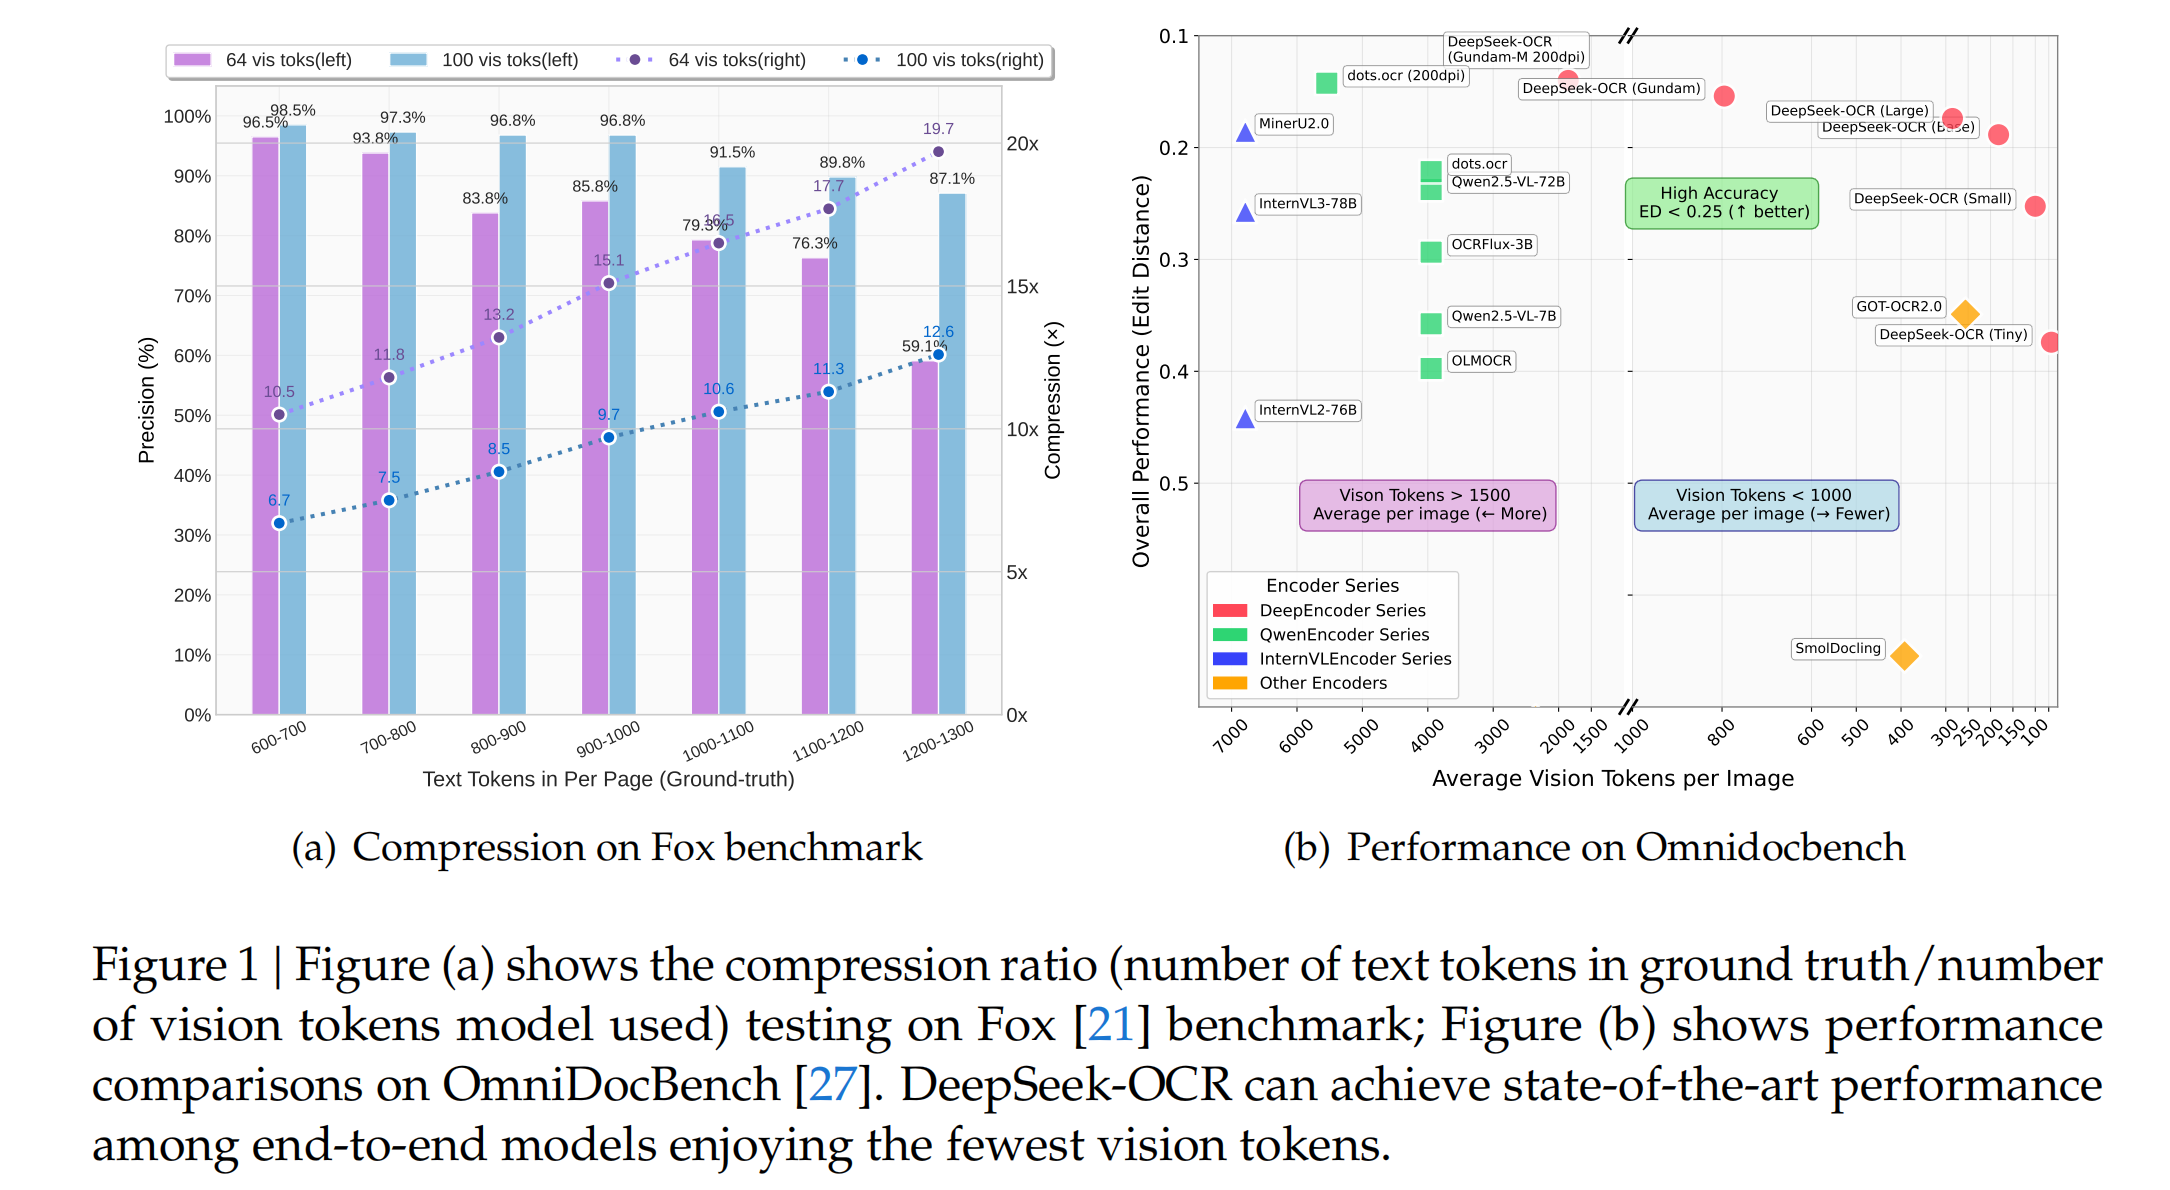 64 vis toks(left) 100 vis toks(left) 64 vis toks(right) 100 vis toks(right)
Precision (%)
100%
90%
80%
70%
60%
50%
40%
30%
20%
10%
0%
96.5% 98.5%
93.8% 97.3%
83.8% 96.8%
85.8% 96.8%
79.3% 91.5%
76.3% 89.8%
59.1% 87.1%
10.5 11.8 13.2 15.1 16.5 17.7 19.7
6.7 7.5 8.5 9.7 10.6 11.3 12.6
20x
15x
10x
5x
0x
Compression (×)
600-700 700-800 800-900 900-1000 1000-1100 1100-1200 1200-1300
Text Tokens in Per Page (Ground-truth)
(a) Compression on Fox benchmark
Overall Performance (Edit Distance)
0.1
0.2
0.3
0.4
0.5
DeepSeek-OCR
(Gundam-M 200dpi)
dots.ocr (200dpi)
DeepSeek-OCR (Gundam)
DeepSeek-OCR (Large)
DeepSeek-OCR (Base)
MinerU2.0
dots.ocr
Qwen2.5-VL-72B
High Accuracy
ED < 0.25 (↑ better)
DeepSeek-OCR (Small)
InternVL3-78B
OCRFlux-3B
GOT-OCR2.0
Qwen2.5-VL-7B
DeepSeek-OCR (Tiny)
OLMOCR
InternVL2-76B
Vison Tokens > 1500
Average per image (← More)
Vision Tokens < 1000
Average per image (→ Fewer)
Encoder Series
DeepEncoder Series
QwenEncoder Series
InternVLEncoder Series
Other Encoders
SmolDocling
7000 6000 5000 4000 3000 2000 1500 1000 800 600 500 400 300 250 200 150 100
Average Vision Tokens per Image
(b) Performance on Omnidocbench
Figure 1 | Figure (a) shows the compression ratio (number of text tokens in ground truth/number
of vision tokens model used) testing on Fox [21] benchmark; Figure (b) shows performance
comparisons on OmniDocBench [27]. DeepSeek-OCR can achieve state-of-the-art performance
among end-to-end models enjoying the fewest vision tokens.